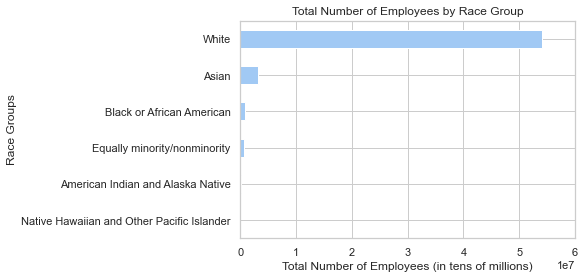 Total Number of Employees by Race Group
White
Asian
Black or African American
Equally minority/nonminority
American Indian and Alaska Native
Native Hawaiian and Other Pacific Islander
Race Groups
0 1 2 3 4 5 6
1e7
Total Number of Employees (in tens of millions)